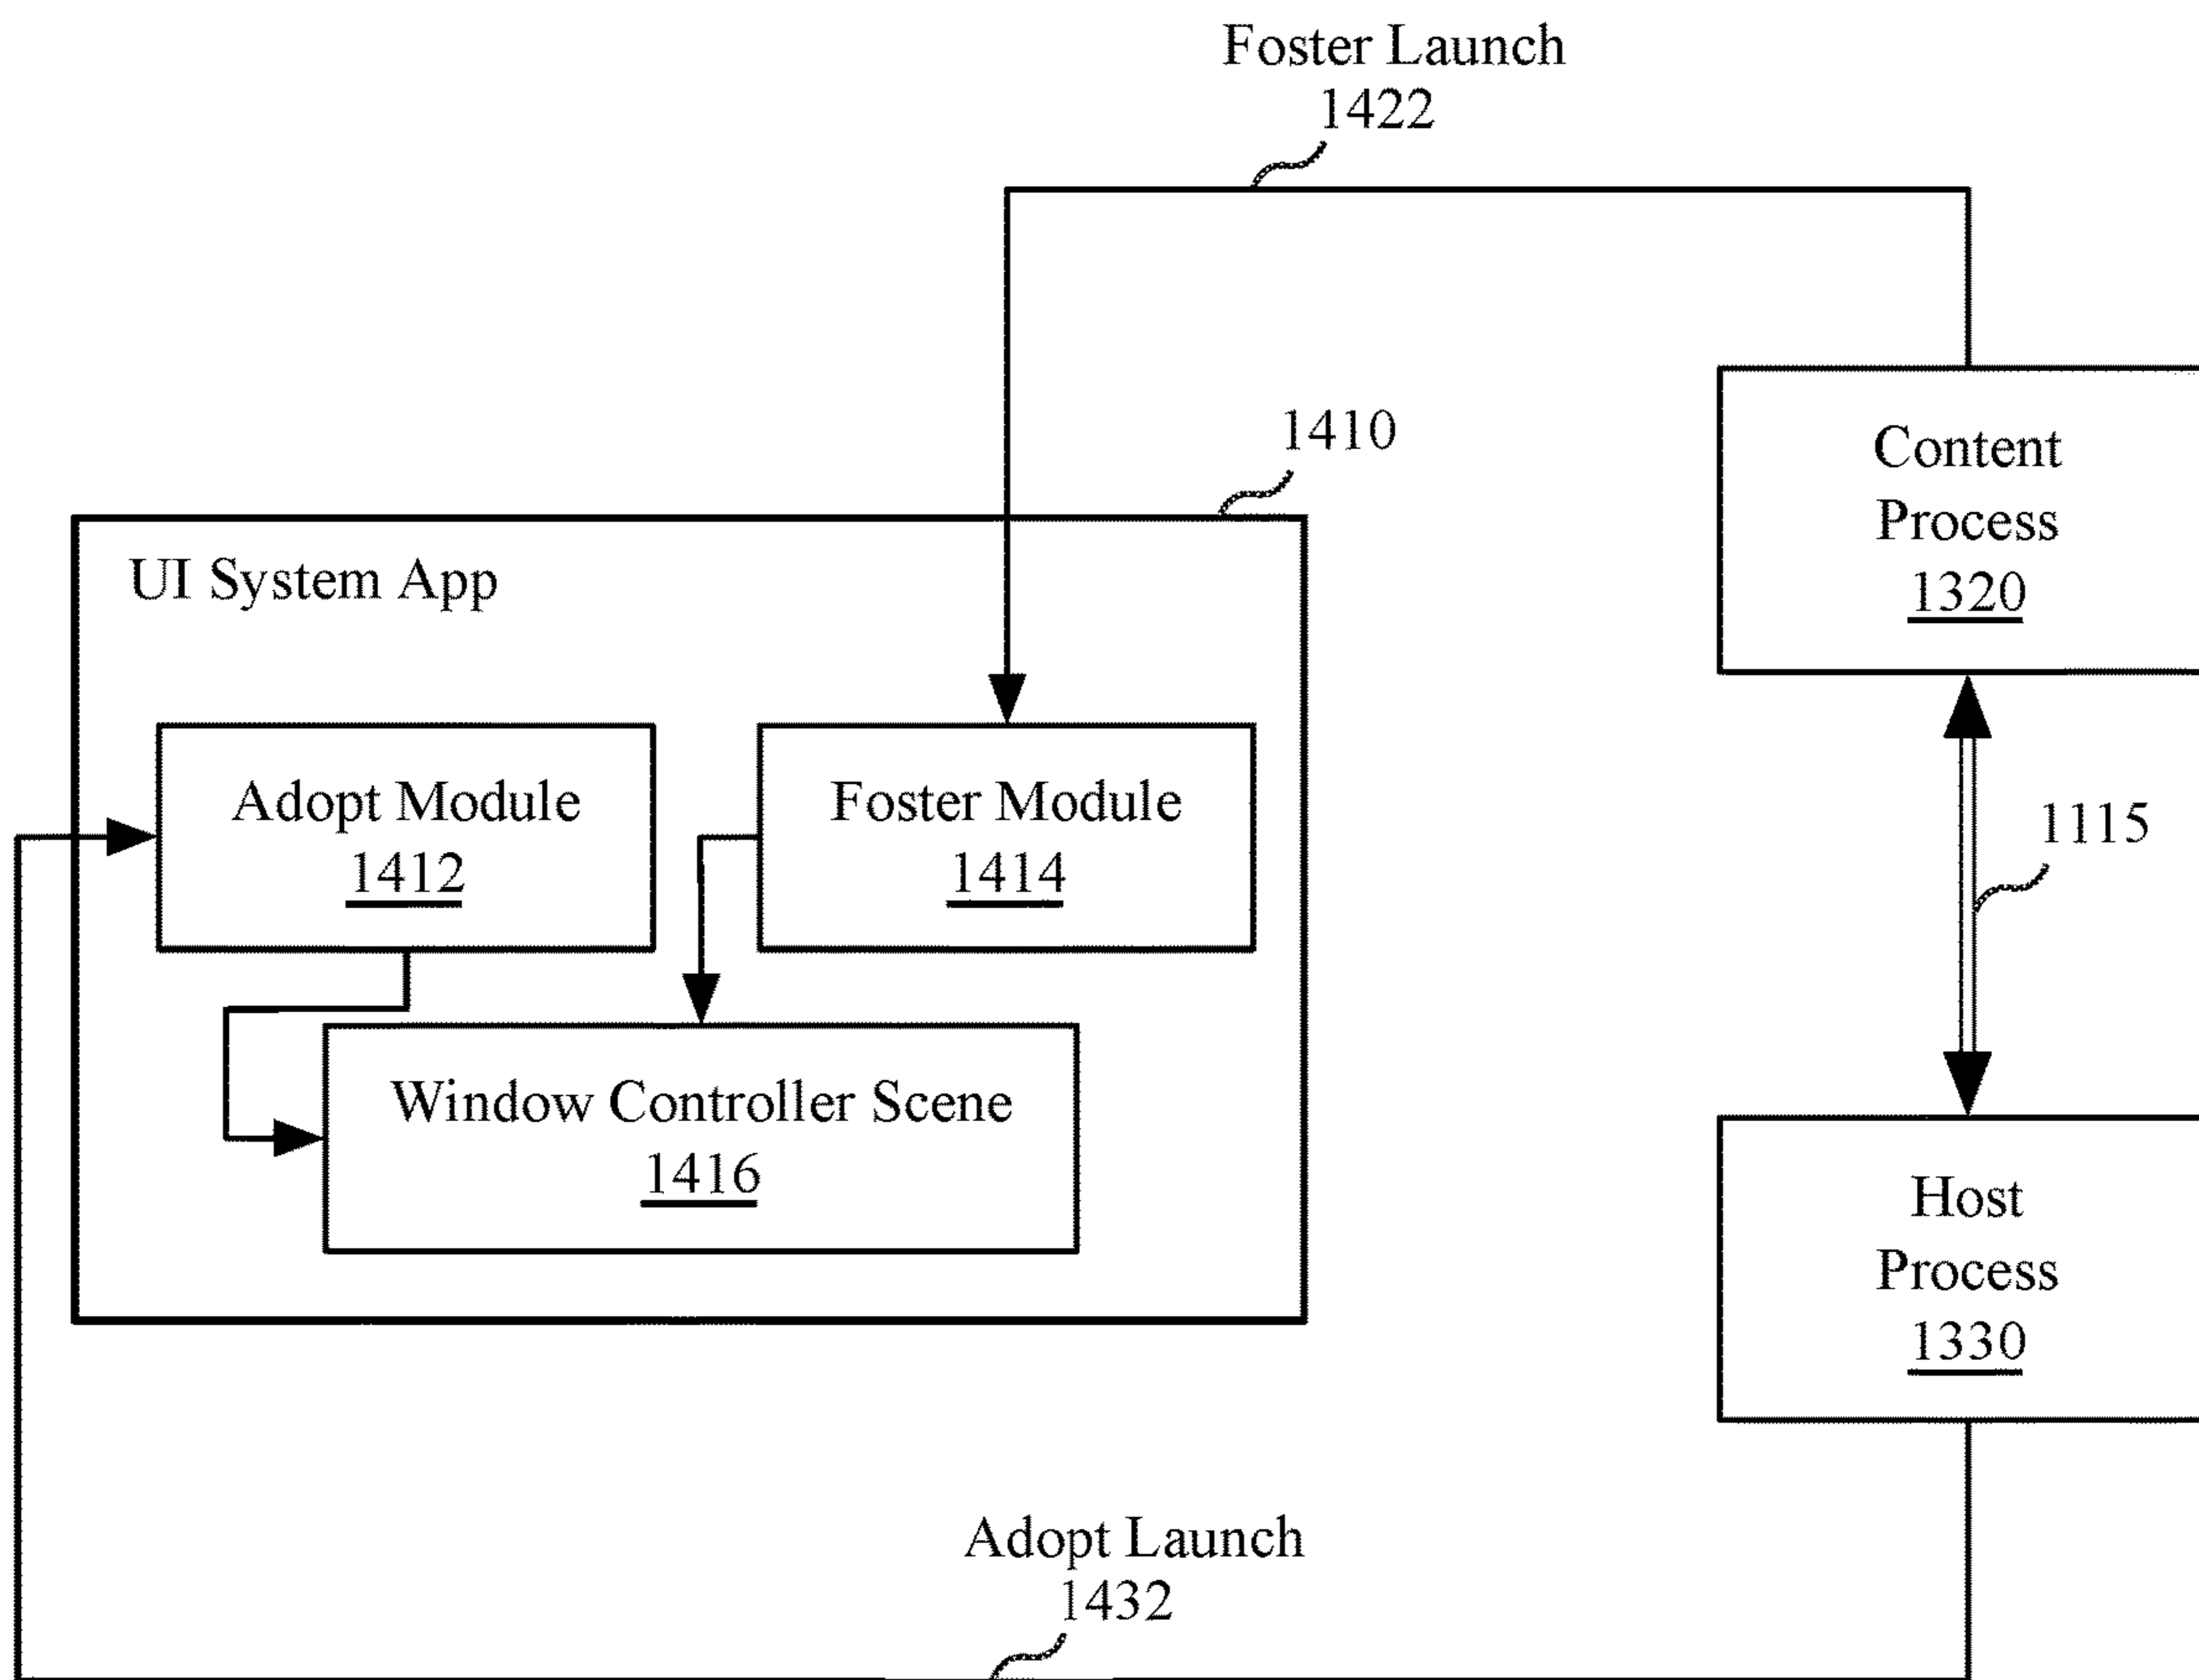 Foster Launch
1422
1410
Content
Process
1320
UI System App
Adopt Module
1412
Foster Module
1414
1115
Window Controller Scene
1416
Host
Process
1330
Adopt Launch
1432